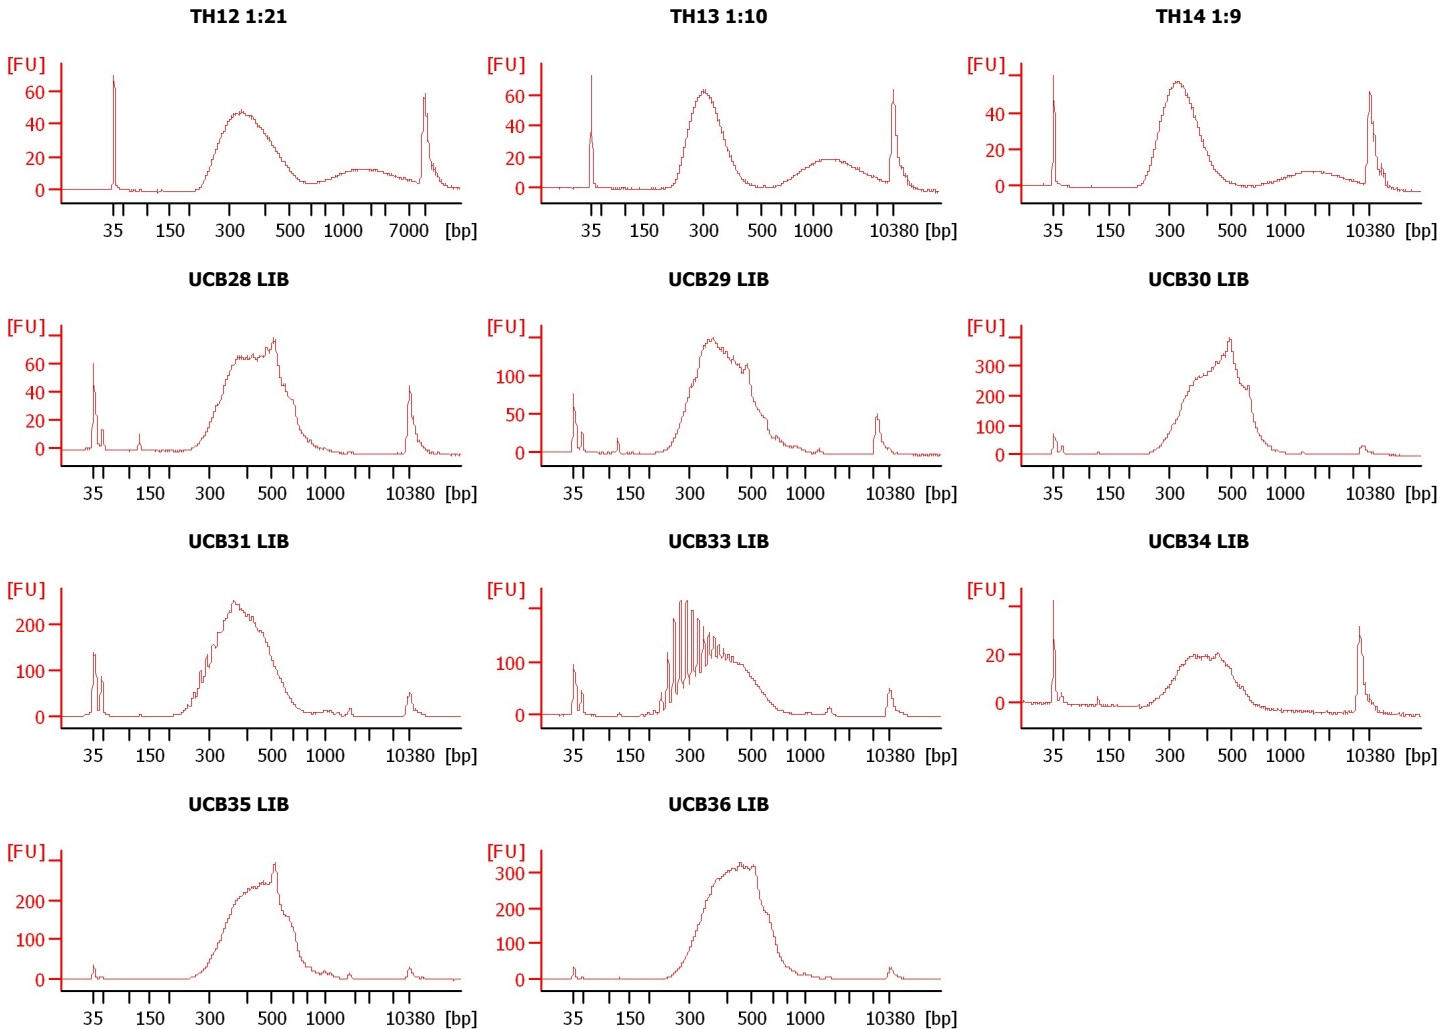 TH12 1:21 TH13 1:10 TH14 1:9
[FU] [FU] [FU]
60 60 40
40 40 20
20 20 0
0 0
35 150 300 500 1000 7000 [bp] 35 150 300 500 1000 10380 [bp] 35 150 300 500 1000 10380 [bp]
UCB28 LIB UCB29 LIB UCB30 LIB
[FU] [FU] [FU]
60 100 300
40 50 200
20 0 100
0 0
35 150 300 500 1000 10380 [bp] 35 150 300 500 1000 10380 [bp] 35 150 300 500 1000 10380 [bp]
UCB31 LIB UCB33 LIB UCB34 LIB
[FU] [FU] [FU]
200 100 20
100 0 0
0
35 150 300 500 1000 10380 [bp] 35 150 300 500 1000 10380 [bp] 35 150 300 500 1000 10380 [bp]
UCB35 LIB UCB36 LIB
[FU] [FU]
200 300
100 200
0 100
0
35 150 300 500 1000 10380 [bp] 35 150 300 500 1000 10380 [bp]